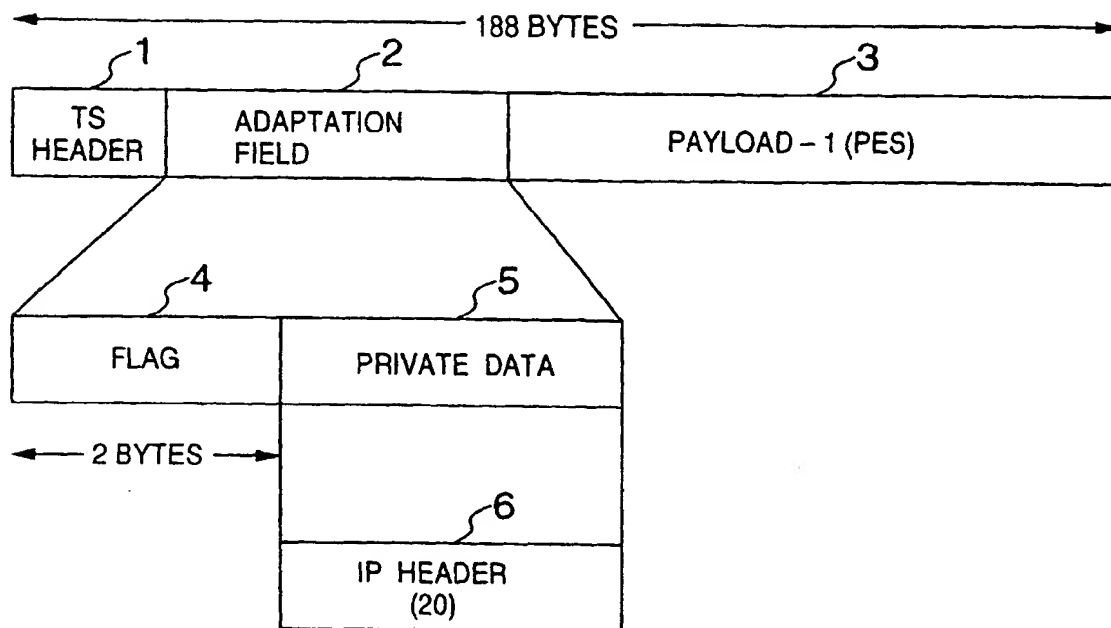 188 BYTES
1 2 3
TS HEADER
ADAPTATION FIELD
PAYLOAD – 1 (PES)
4 5
FLAG
PRIVATE DATA
2 BYTES
6
IP HEADER
(20)